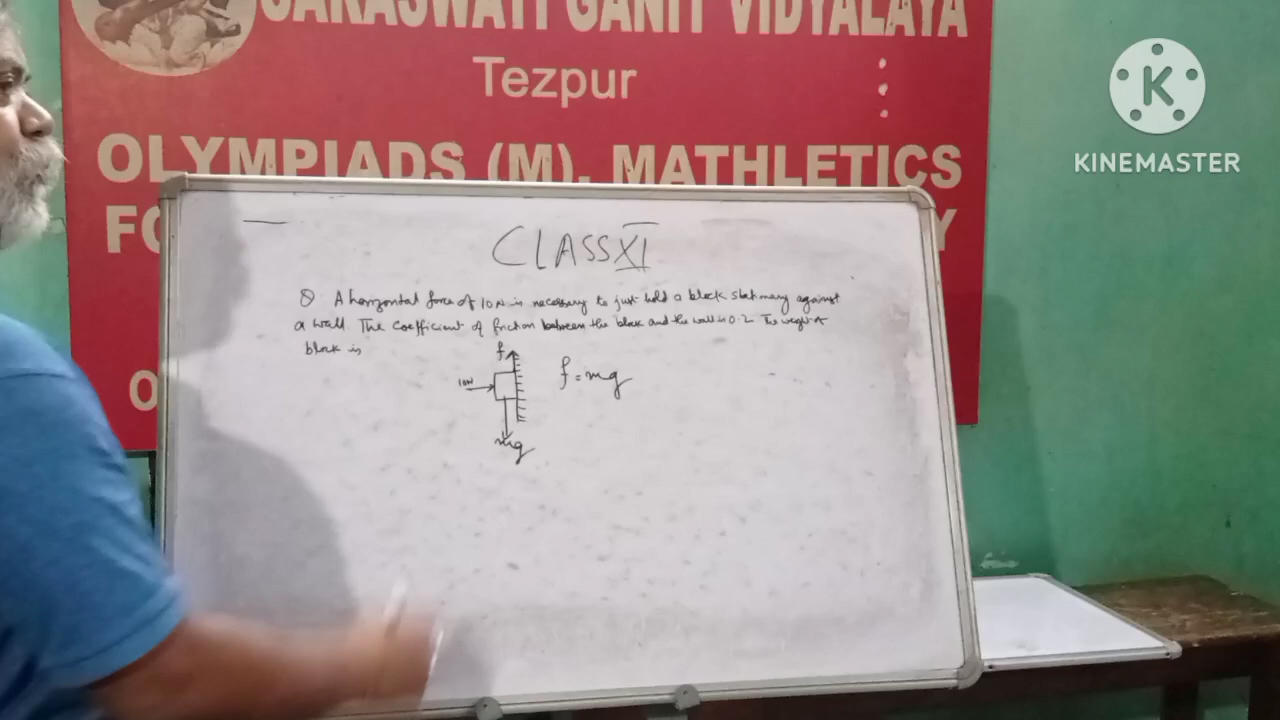 SARASWATI GANIT VIDYALAYA
Tezpur
OLYMPIADS (M), MATHLETICS
FO Y
O
K
KINEMASTER
CLASS XI
Q A horizontal force of 10N is necessary to just hold a block stationary against
a wall. The coefficient of friction between the block and the wall is 0.2 The weight of
block is
f
10N
f = mg
mg